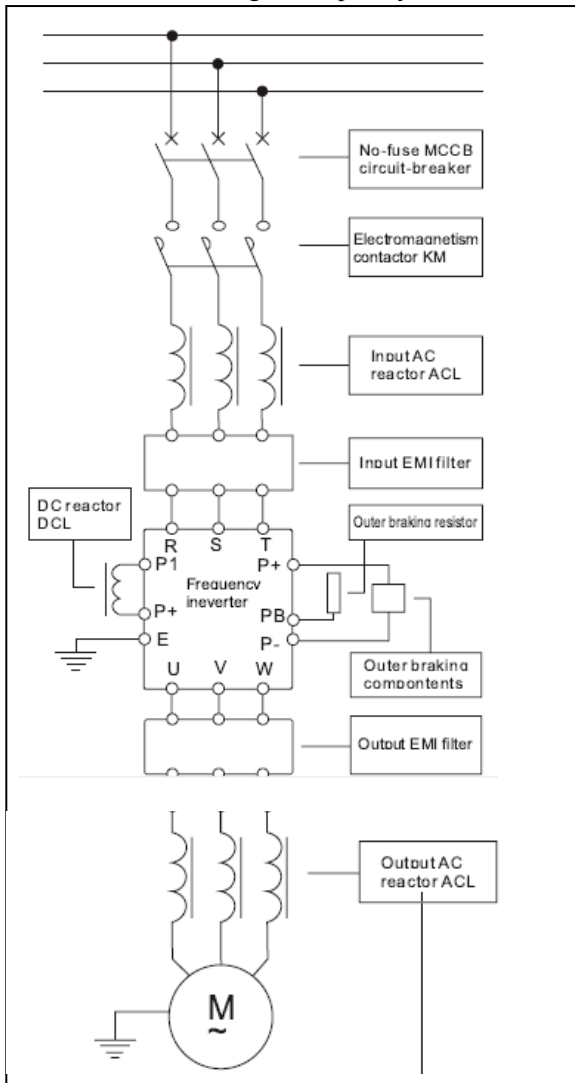 No-fuse MCCB
circuit-breaker
Electromagnetism
contactor KM
Input AC
reactor ACL
Input EMI filter
DC reactor
DCL
Outer braking resistor
R S T
P1
P+
Frequency
ineverter
P+
PB
E
P-
U V W
Outer braking
compontents
Output EMI filter
Output AC
reactor ACL
M
~